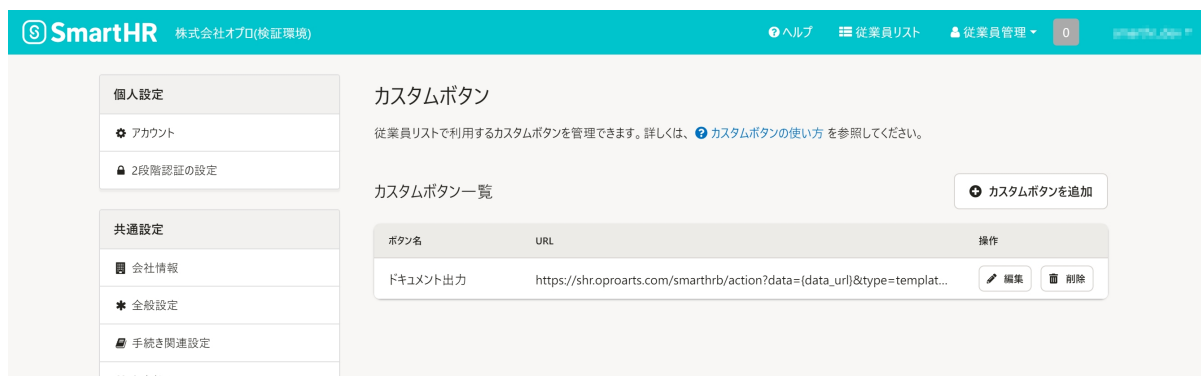 SmartHR 株式会社オプロ(検証環境) ヘルプ 従業員リスト 従業員管理 0
個人設定
アカウント
2段階認証の設定
共通設定
会社情報
全般設定
手続き関連設定
カスタムボタン
従業員リストで利用するカスタムボタンを管理できます。詳しくは、 カスタムボタンの使い方 を参照してください。
カスタムボタン一覧 カスタムボタンを追加
ボタン名 URL 操作
ドキュメント出力 https://shr.oproarts.com/smarthrb/action?data={data_url}&type=templat... 編集 削除